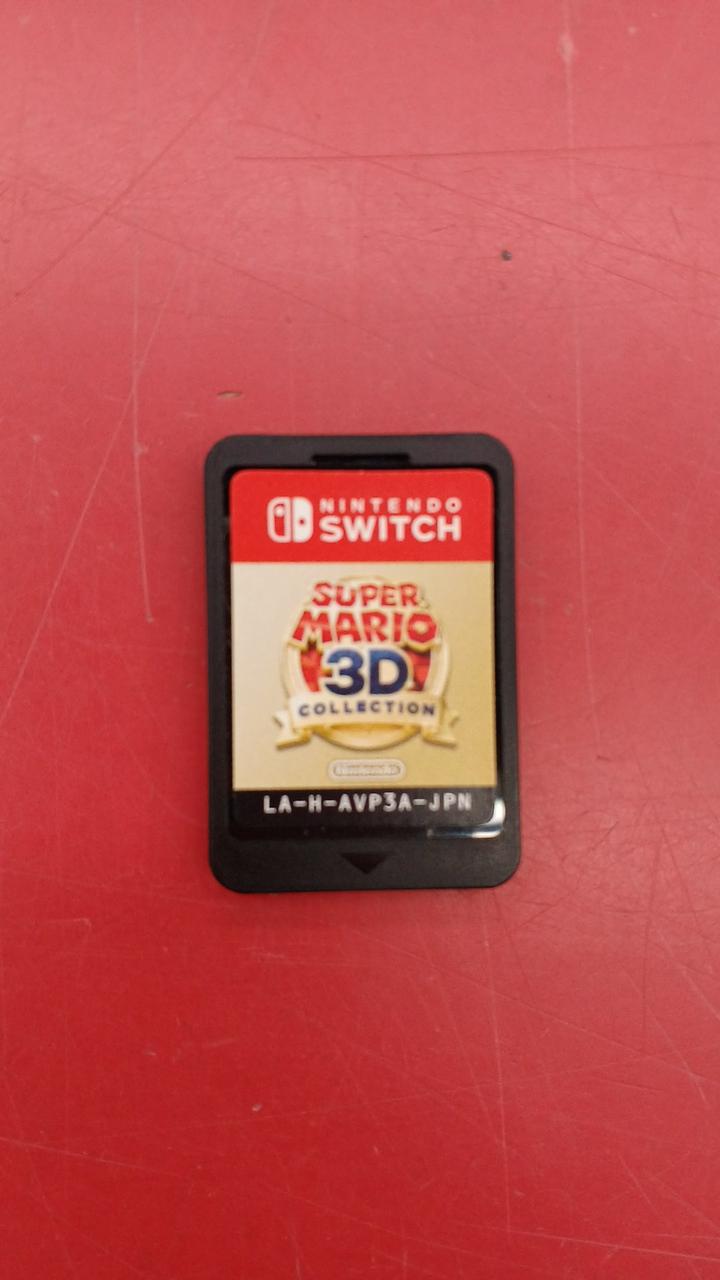 NINTENDO
SWITCH
SUPER
MARIO
3D
COLLECTION
Nintendo
LA-H-AVP3A-JPN